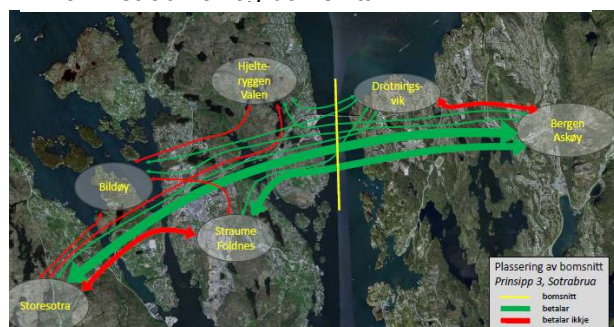 Hjelte-
ryggen
Valen
Drotnings-
vik
Bergen
Askøy
Bildøy
Straume
Foldnes
Storesotra
Plassering av bomsnitt
Prinsipp 3, Sotrabrua
bomsnitt
betalar
betalar ikkje